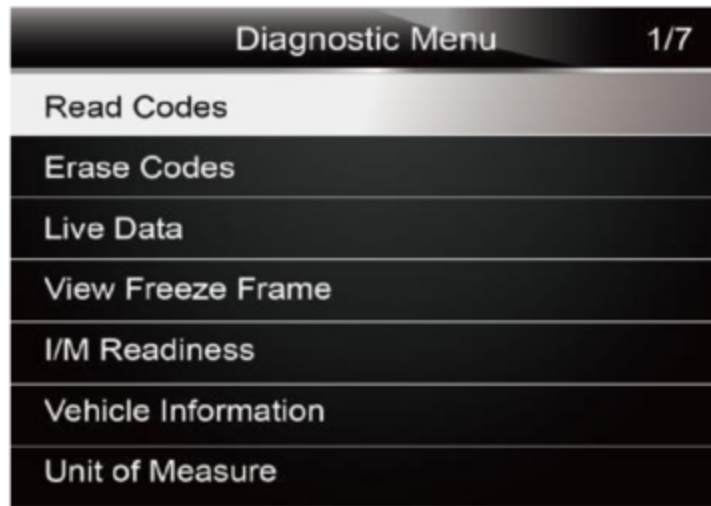 Diagnostic Menu 1/7
Read Codes
Erase Codes
Live Data
View Freeze Frame
I/M Readiness
Vehicle Information
Unit of Measure